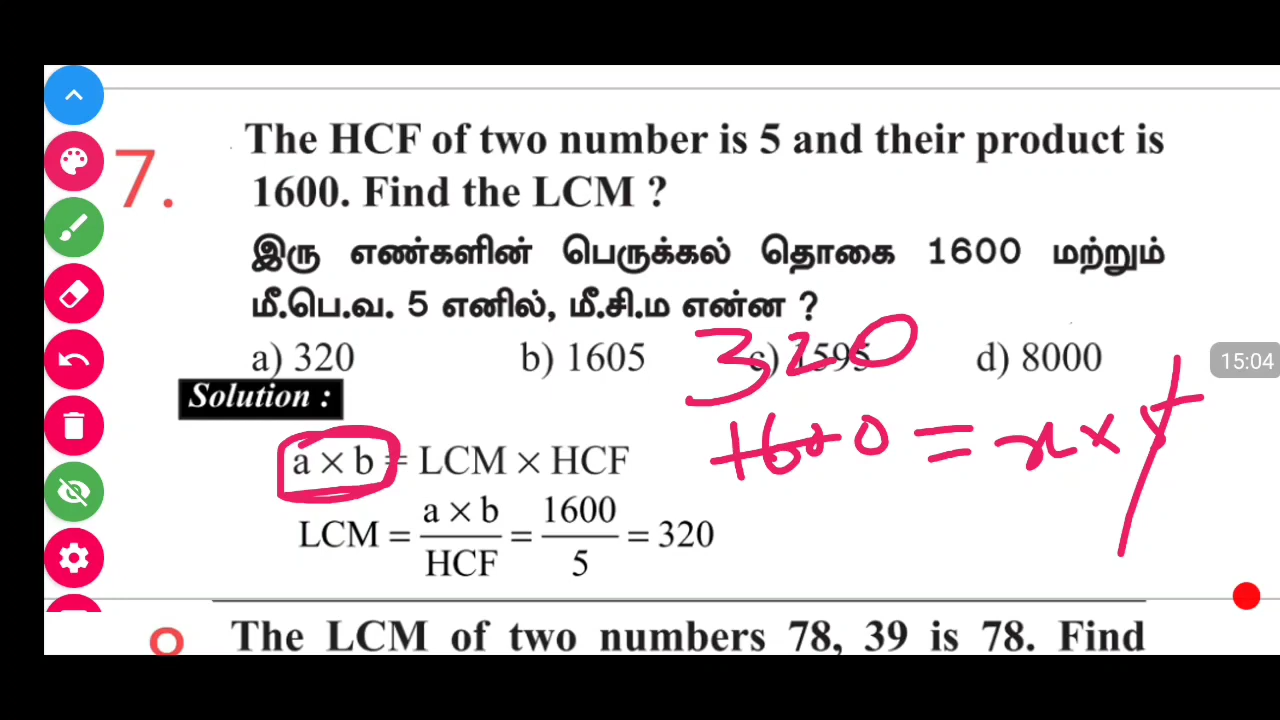 7.
The HCF of two number is 5 and their product is
1600. Find the LCM ?
இரு எண்களின் பெருக்கல் தொகை 1600 மற்றும்
மீ.பெ.வ. 5 எனில், மீ.சி.ம என்ன ?
320
a) 320 b) 1605 c) 1595 d) 8000
15:04
Solution :
1600 = x × y
a × b = LCM × HCF
LCM = a × b / HCF = 1600 / 5 = 320
8
The LCM of two numbers 78, 39 is 78. Find